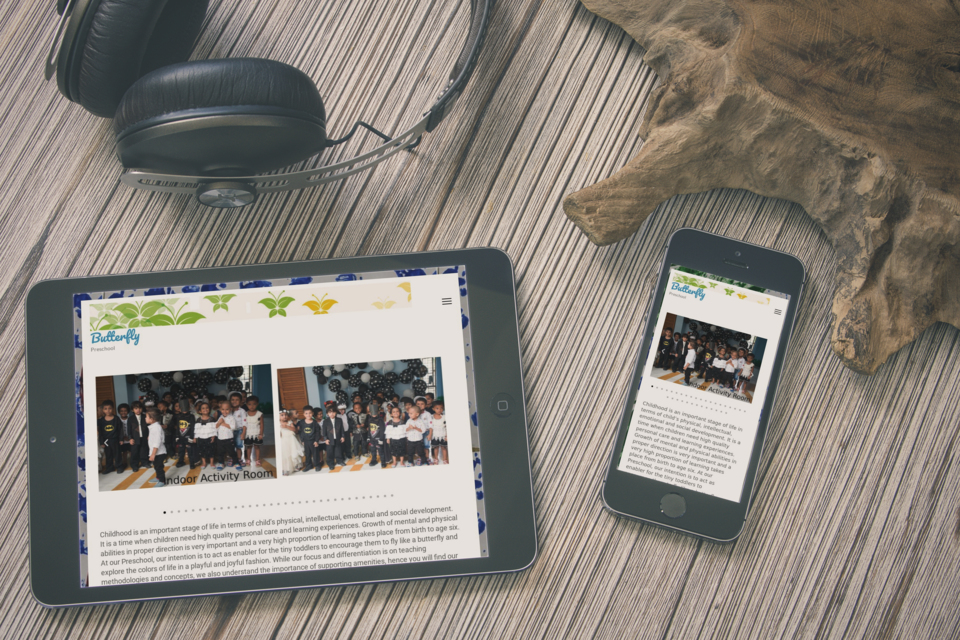 Butterfly
Preschool
Indoor Activity Room
Childhood is an important stage of life in terms of child's physical, intellectual, emotional and social development.
It is a time when children need high quality personal care and learning experiences. Growth of mental and physical
abilities in proper direction is very important and a very high proportion of learning takes place from birth to age six.
At our Preschool, our intention is to act as enabler for the tiny toddlers to encourage them to fly like a butterfly and
explore the colors of life in a playful and joyful fashion. While our focus and differentiation is on teaching
methodologies and concepts, we also understand the importance of supporting amenities, hence you will find our
Butterfly
Preschool
Indoor Activity Room
Childhood is an important stage of life in
terms of child's physical, intellectual,
emotional and social development. It is a
time when children need high quality
personal care and learning experiences.
Growth of mental and physical abilities in
proper direction is very important and a
very high proportion of learning takes
place from birth to age six. At our
Preschool, our intention is to act as
enabler for the tiny toddlers to